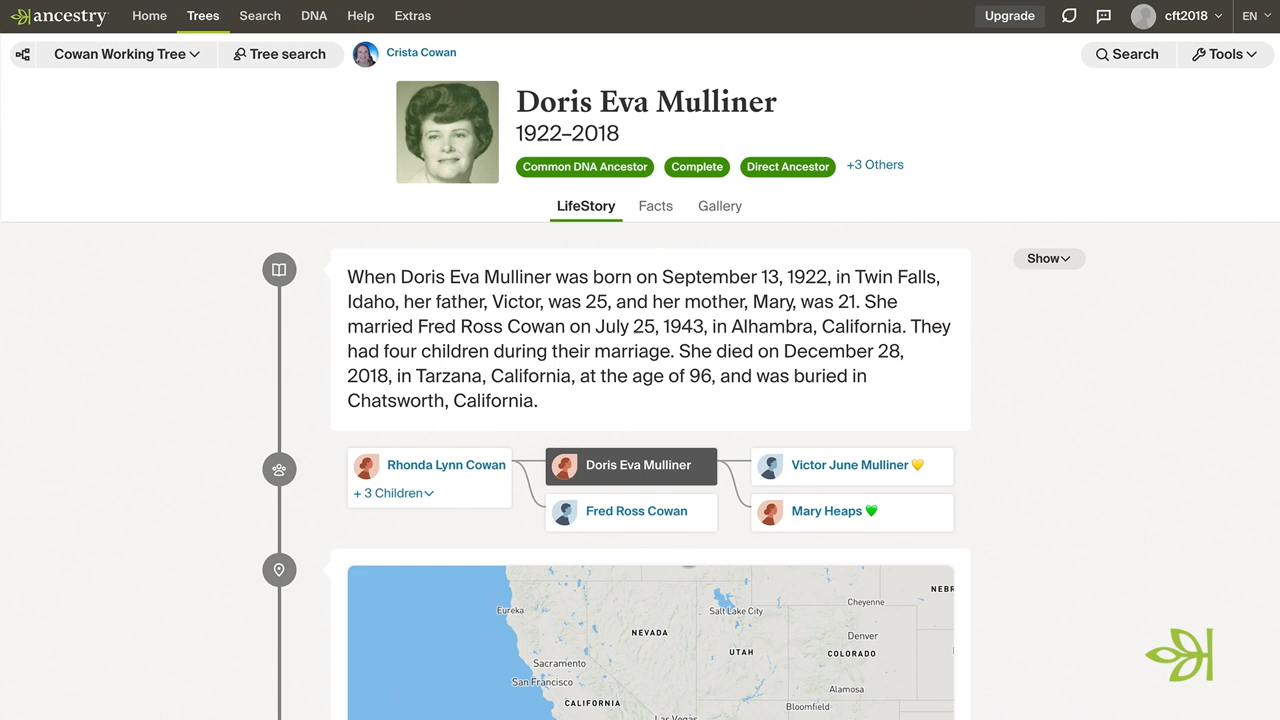 ancestry
Home
Trees
Search
DNA
Help
Extras
Upgrade
cft2018
EN
Cowan Working Tree
Tree search
Crista Cowan
Search
Tools
Doris Eva Mulliner
1922–2018
Common DNA Ancestor
Complete
Direct Ancestor
+3 Others
LifeStory
Facts
Gallery
Show
When Doris Eva Mulliner was born on September 13, 1922, in Twin Falls,
Idaho, her father, Victor, was 25, and her mother, Mary, was 21. She
married Fred Ross Cowan on July 25, 1943, in Alhambra, California. They
had four children during their marriage. She died on December 28,
2018, in Tarzana, California, at the age of 96, and was buried in
Chatsworth, California.
Rhonda Lynn Cowan
+ 3 Children
Doris Eva Mulliner
Fred Ross Cowan
Victor June Mulliner 💛
Mary Heaps 💚
Eureka
Salt Lake City
Cheyenne
NEBR
NEVADA
Denver
UTAH
COLORADO
Sacramento
San Francisco
Alamosa
CALIFORNIA
Bloomfield
Las Vegas